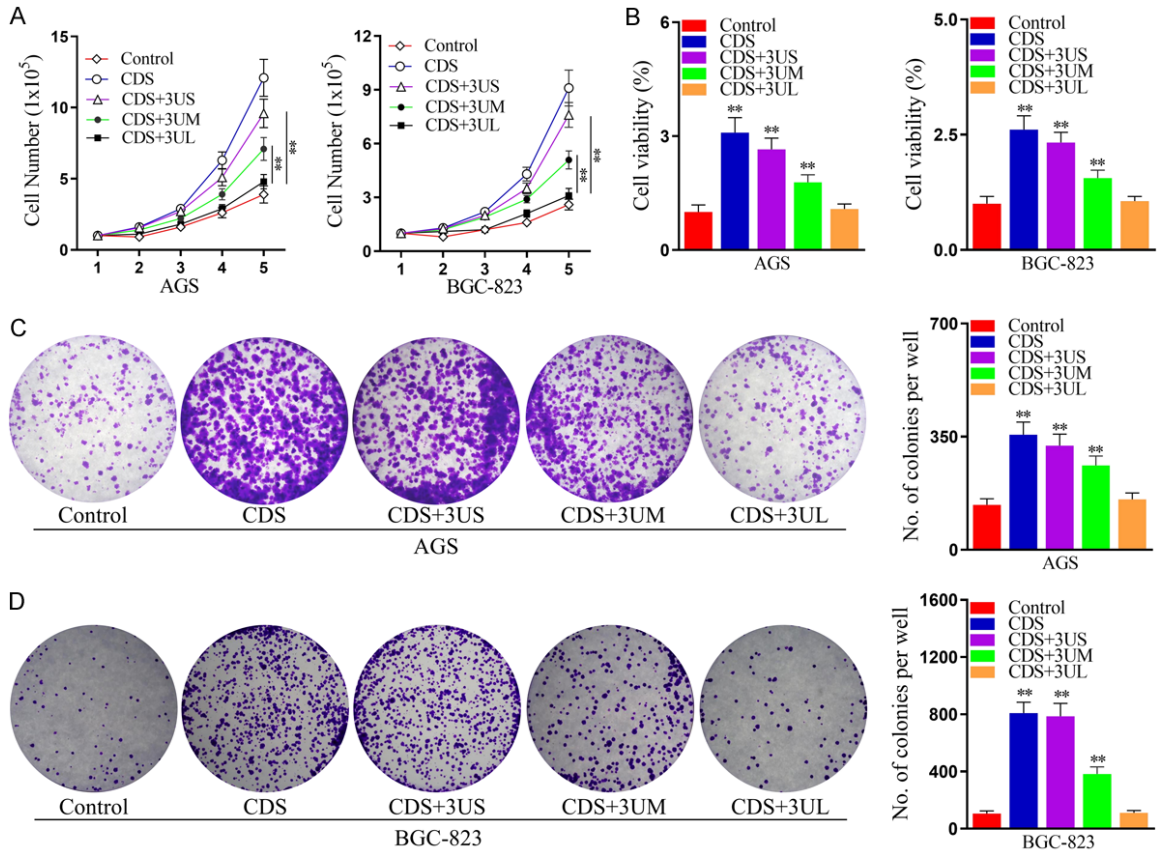 A
Cell Number (1x10⁵)
15
10
5
1
Control
CDS
CDS+3US
CDS+3UM
CDS+3UL
**
**
1 2 3 4 5
AGS
Cell Number (1x10⁵)
12
9
6
3
0
Control
CDS
CDS+3US
CDS+3UM
CDS+3UL
**
**
1 2 3 4 5
BGC-823
B
Cell viability (%)
6
3
0
Control
CDS
CDS+3US
CDS+3UM
CDS+3UL
** ** **
AGS
Cell viability (%)
5.0
2.5
0.0
Control
CDS
CDS+3US
CDS+3UM
CDS+3UL
** ** **
BGC-823
C
Control CDS CDS+3US CDS+3UM CDS+3UL
AGS
No. of colonies per well
700
350
0
Control
CDS
CDS+3US
CDS+3UM
CDS+3UL
** ** **
AGS
D
Control CDS CDS+3US CDS+3UM CDS+3UL
BGC-823
No. of colonies per well
1600
1200
800
400
0
Control
CDS
CDS+3US
CDS+3UM
CDS+3UL
** ** **
BGC-823